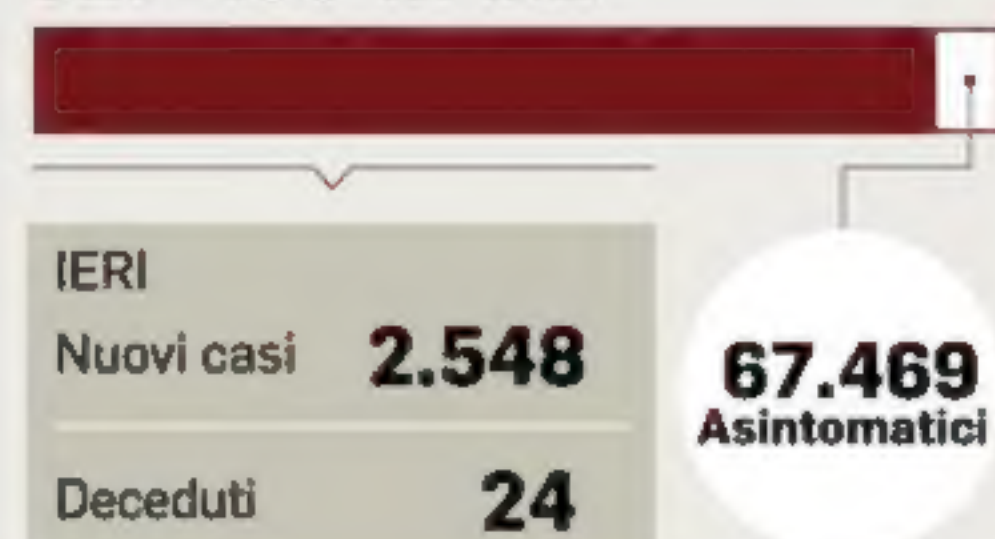 IERI
Nuovi casi 2.548
Deceduti 24
67.469
Asintomatici